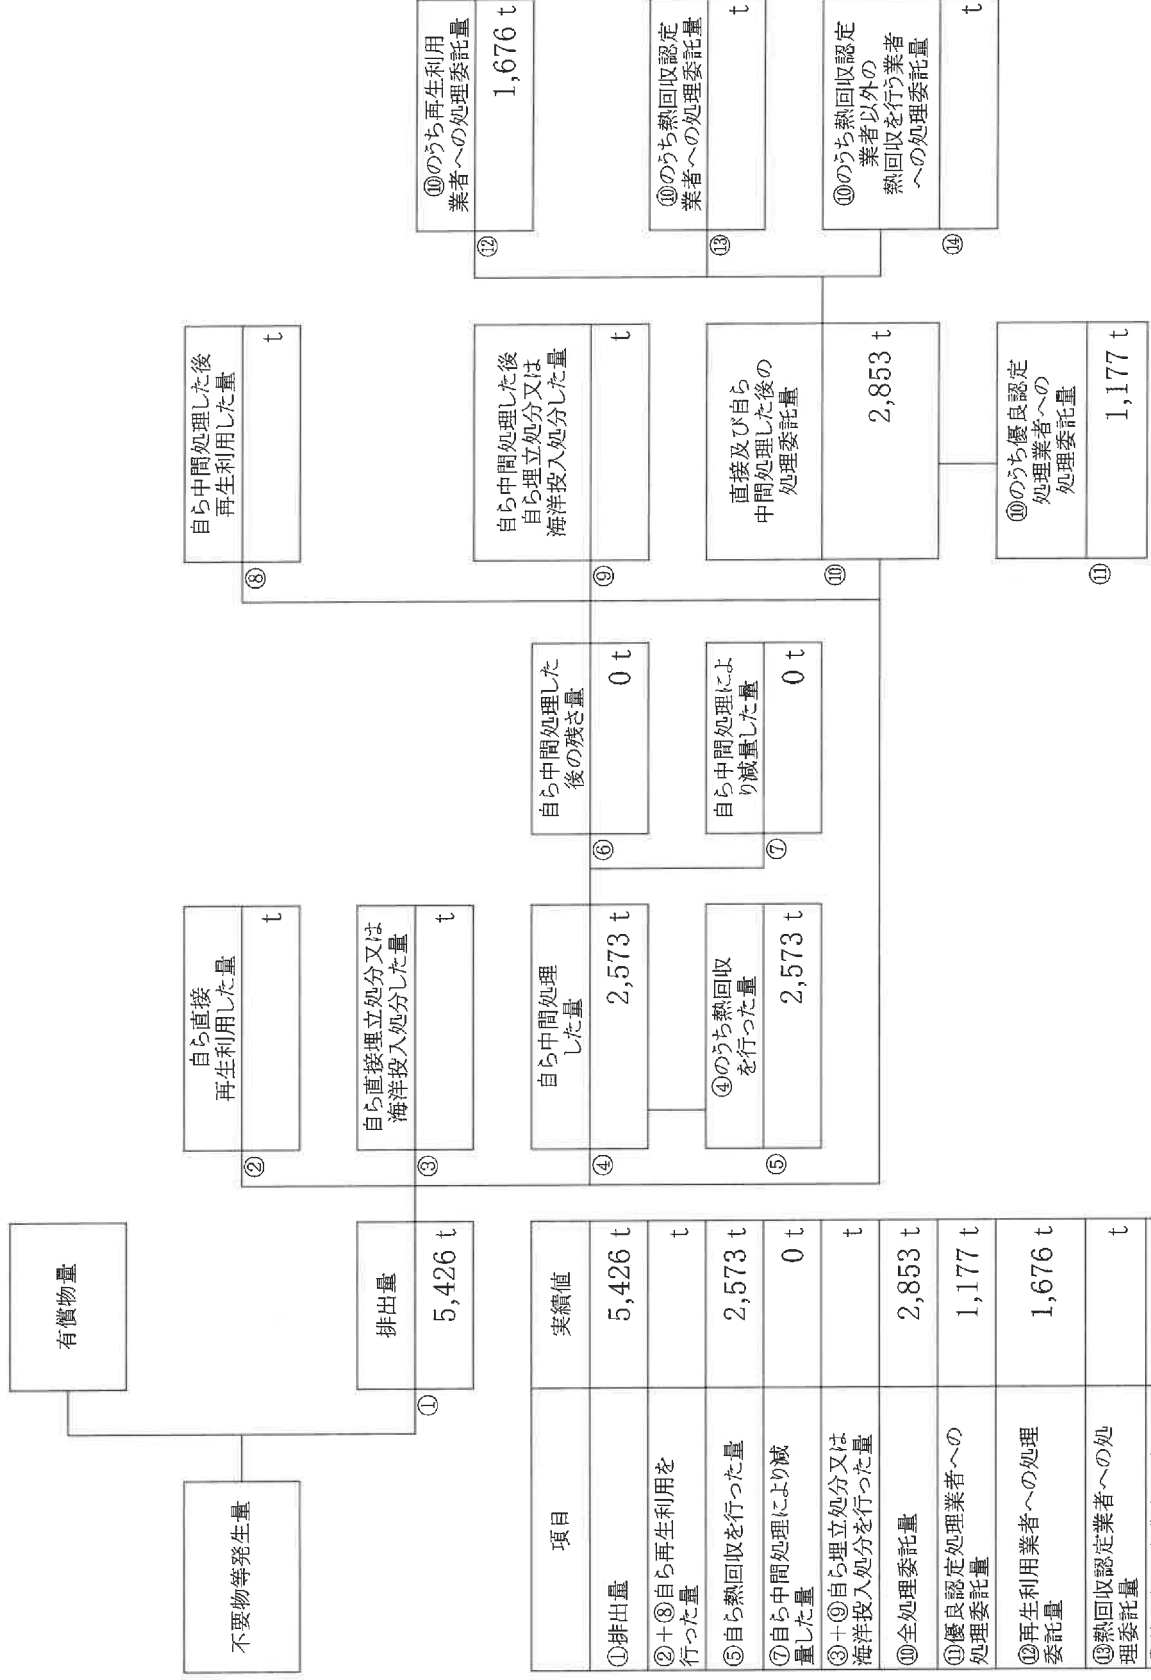 不要物等発生量
有償物量
排出量
①
5,426 t
自ら直接
再生利用した量
②
t
自ら直接埋立処分又は
海洋投入処分した量
③
t
自ら中間処理
した量
④
2,573 t
④のうち熱回収
を行った量
⑤
2,573 t
自ら中間処理した
後の残さ量
⑥
0 t
自ら中間処理によ
り減量した量
⑦
0 t
自ら中間処理した後
再生利用した量
⑧
t
自ら中間処理した後
自ら埋立処分又は
海洋投入処分した量
⑨
t
直接及び自ら
中間処理した後の
処理委託量
⑩
2,853 t
⑩のうち優良認定
処理業者への
処理委託量
⑪
1,177 t
⑩のうち再生利用
業者への処理委託量
⑫
1,676 t
⑩のうち熱回収認定
業者への処理委託量
⑬
t
⑩のうち熱回収認定
業者以外の
熱回収を行う業者
への処理委託量
⑭
t
項目 実績値
①排出量 5,426 t
②+⑧自ら再生利用を
行った量 t
⑤自ら熱回収を行った量 2,573 t
⑦自ら中間処理により減
量した量 0 t
③+⑨自ら埋立処分又は
海洋投入処分を行った量 t
⑩全処理委託量 2,853 t
⑪優良認定処理業者への
処理委託量 1,177 t
⑫再生利用業者への処理
委託量 1,676 t
⑬熱回収認定業者への処
理委託量 t